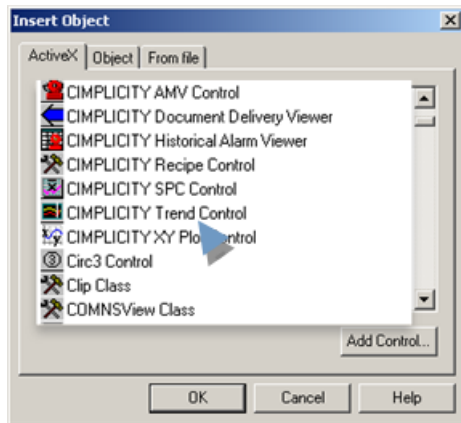 Insert Object
ActiveX Object From file
CIMPLICITY AMV Control
CIMPLICITY Document Delivery Viewer
CIMPLICITY Historical Alarm Viewer
CIMPLICITY Recipe Control
CIMPLICITY SPC Control
CIMPLICITY Trend Control
CIMPLICITY XY Plot Control
Circ3 Control
Clip Class
COMNSView Class
Add Control...
OK Cancel Help